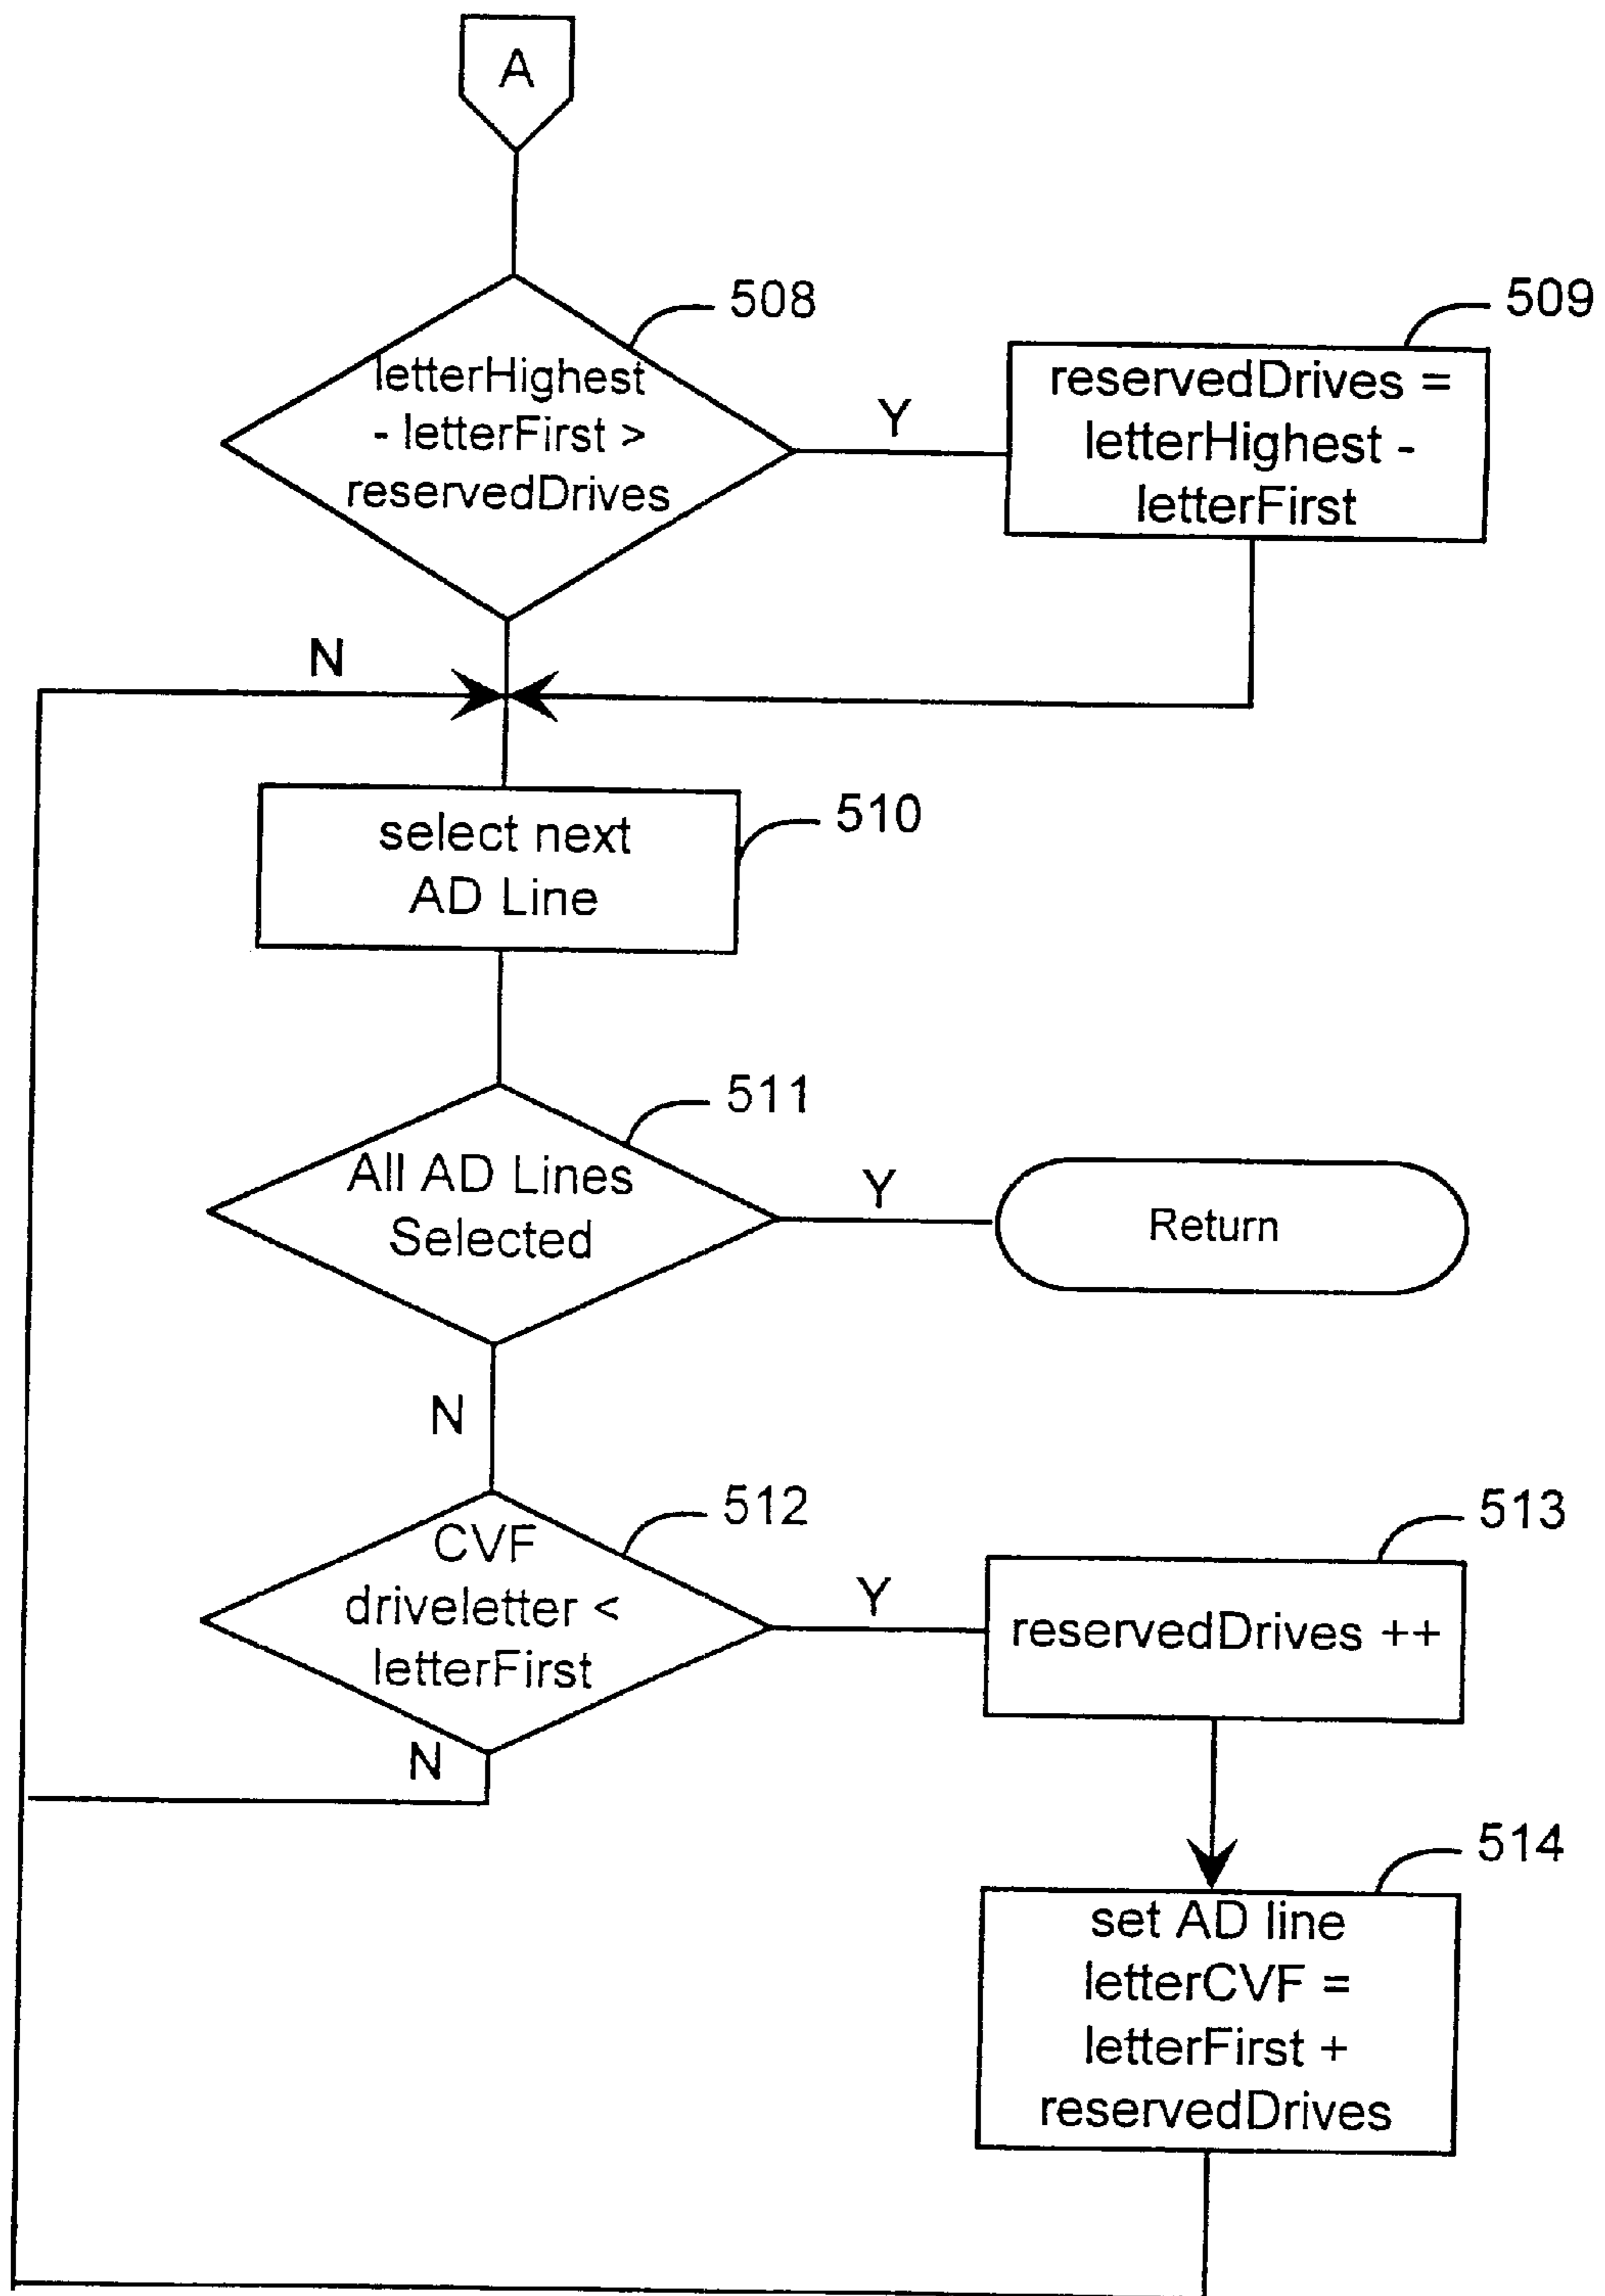 A
508
letterHighest
- letterFirst >
reservedDrives
Y
509
reservedDrives =
letterHighest -
letterFirst
N
510
select next
AD Line
511
All AD Lines
Selected
Y
Return
N
512
CVF
driveletter <
letterFirst
Y
513
reservedDrives ++
N
514
set AD line
letterCVF =
letterFirst +
reservedDrives